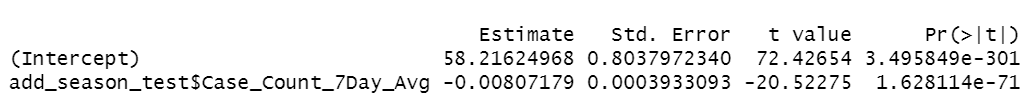 Estimate Std. Error t value Pr(>|t|)
(Intercept) 58.21624968 0.8037972340 72.42654 3.495849e-301
add_season_test$Case_Count_7Day_Avg -0.00807179 0.0003933093 -20.52275 1.628114e-71